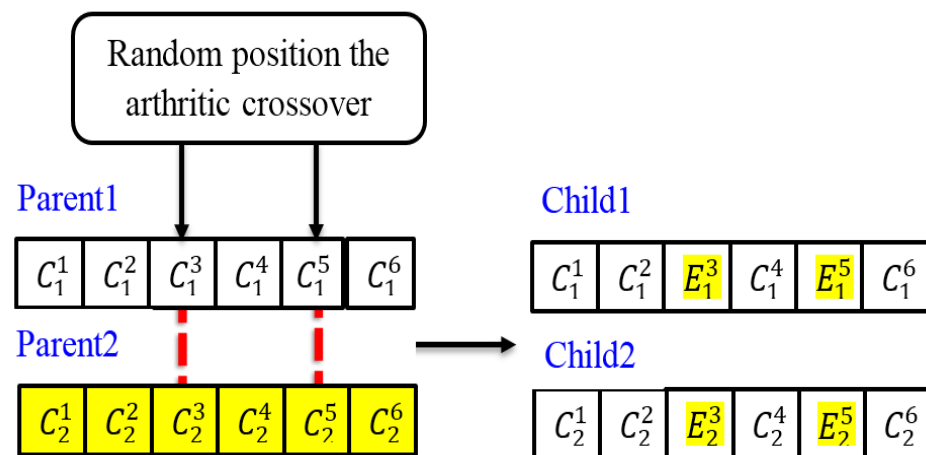 Random position the
arthritic crossover
Parent1
Child1
C₁¹ C₁² C₁³ C₁⁴ C₁⁵ C₁⁶
C₁¹ C₁² E₁³ C₁⁴ E₁⁵ C₁⁶
Parent2
Child2
C₂¹ C₂² C₂³ C₂⁴ C₂⁵ C₂⁶
C₂¹ C₂² E₂³ C₂⁴ E₂⁵ C₂⁶